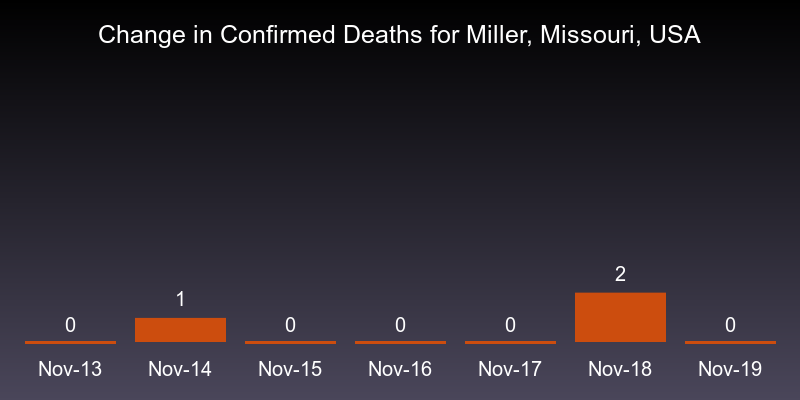 Change in Confirmed Deaths for Miller, Missouri, USA
0 1 0 0 0 2 0
Nov-13 Nov-14 Nov-15 Nov-16 Nov-17 Nov-18 Nov-19